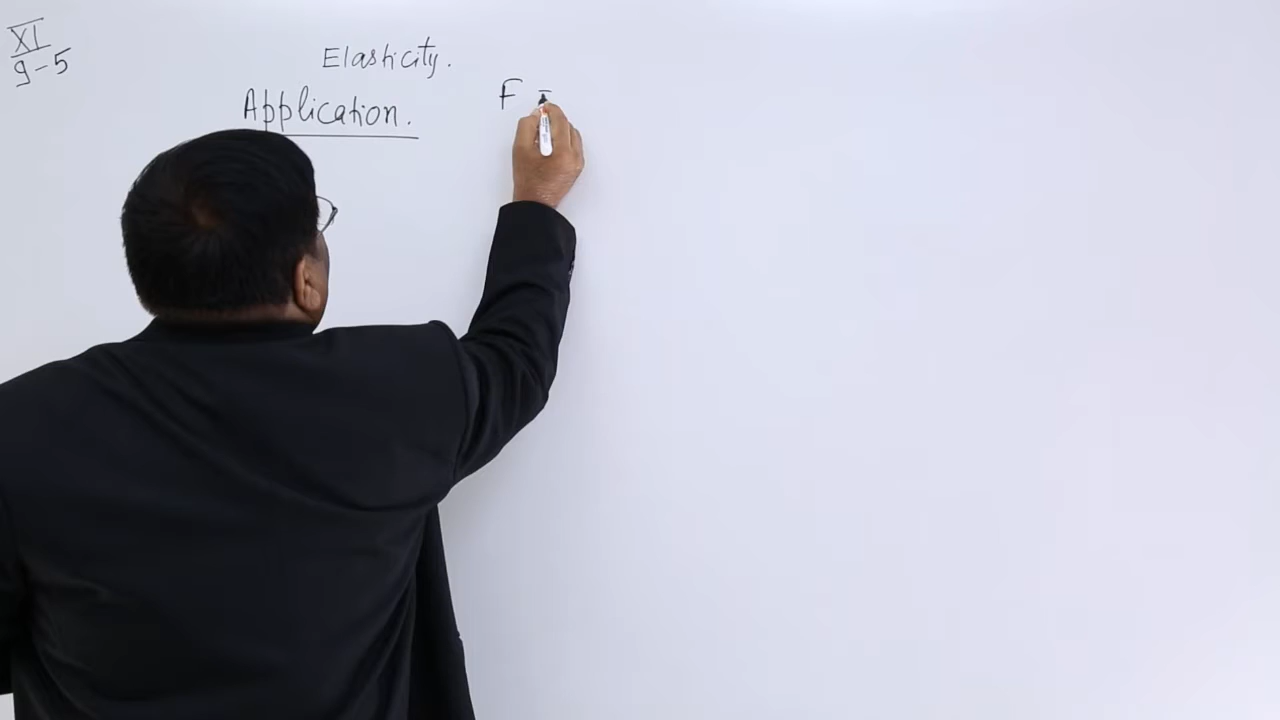 XI
9-5
Elasticity.
Application.
F =